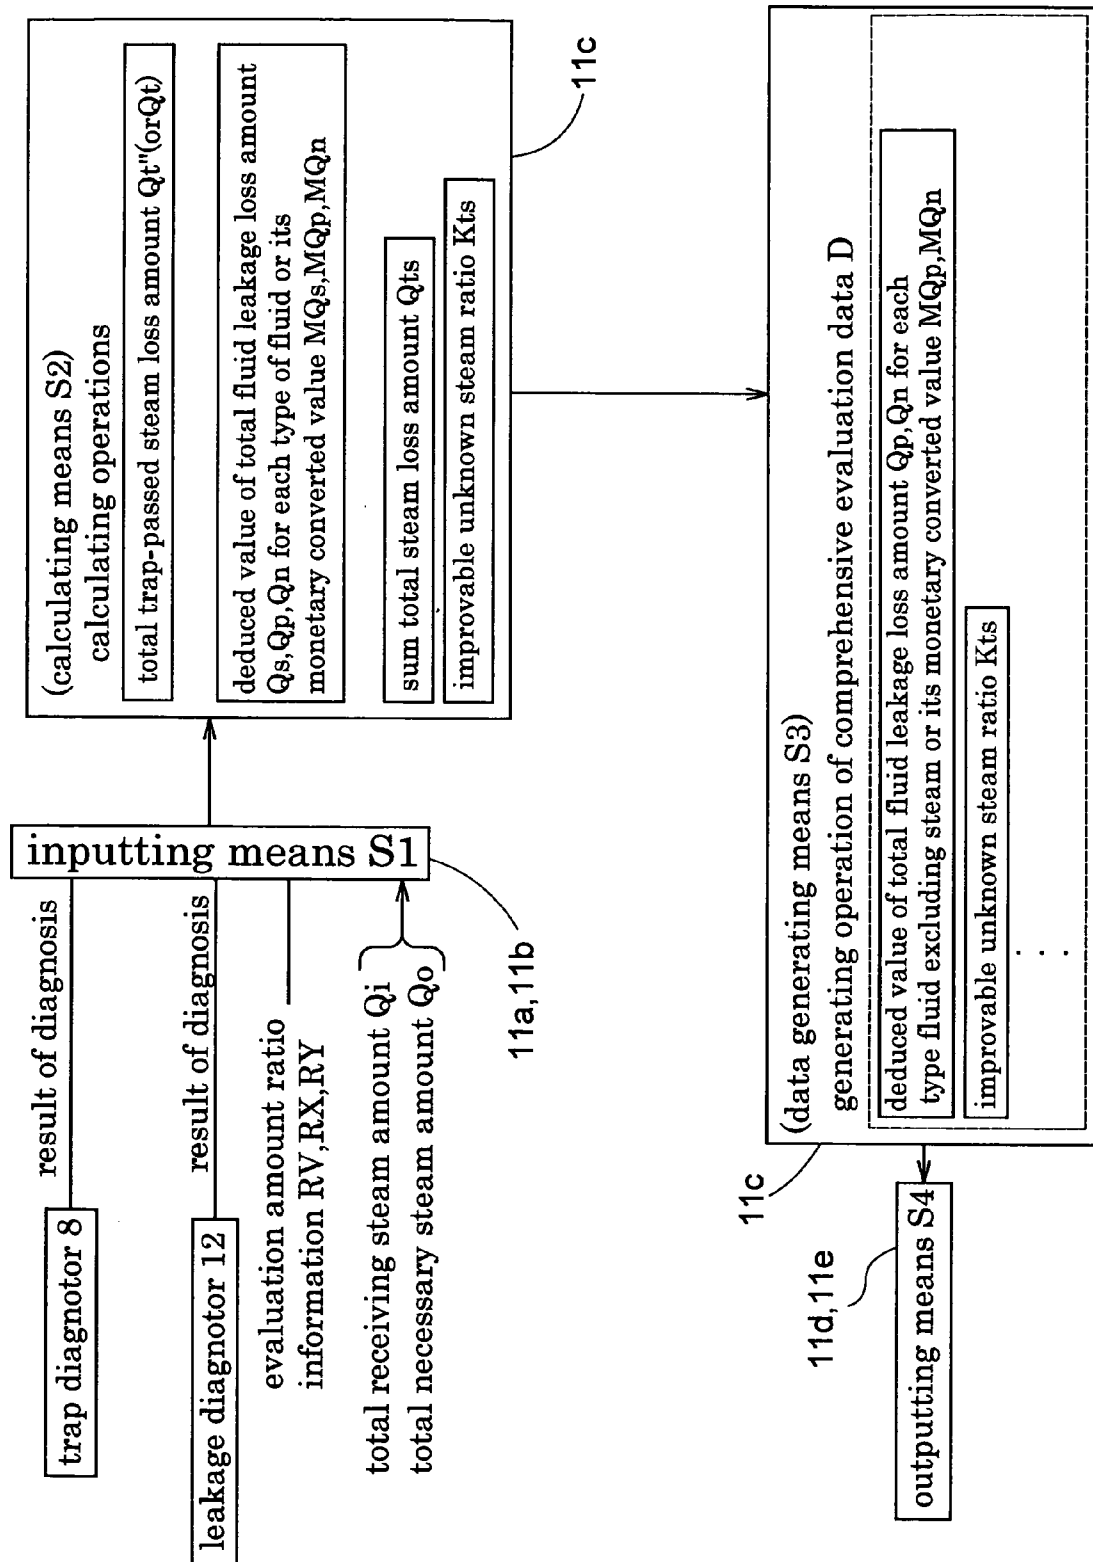 trap diagnotor 8
result of diagnosis
leakage diagnotor 12
result of diagnosis
evaluation amount ratio
information RV,RX,RY
total receiving steam amount Qi
total necessary steam amount Qo
inputting means S1
11a,11b
(calculating means S2)
calculating operations
total trap-passed steam loss amount Qt"(orQt)
deduced value of total fluid leakage loss amount
Qs,Qp,Qn for each type of fluid or its
monetary converted value MQs,MQp,MQn
sum total steam loss amount Qts
improvable unknown steam ratio Kts
11c
(data generating means S3)
generating operation of comprehensive evaluation data D
deduced value of total fluid leakage loss amount Qp,Qn for each
type fluid excluding steam or its monetary converted value MQp,MQn
improvable unknown steam ratio Kts
. . .
11c
outputting means S4
11d,11e